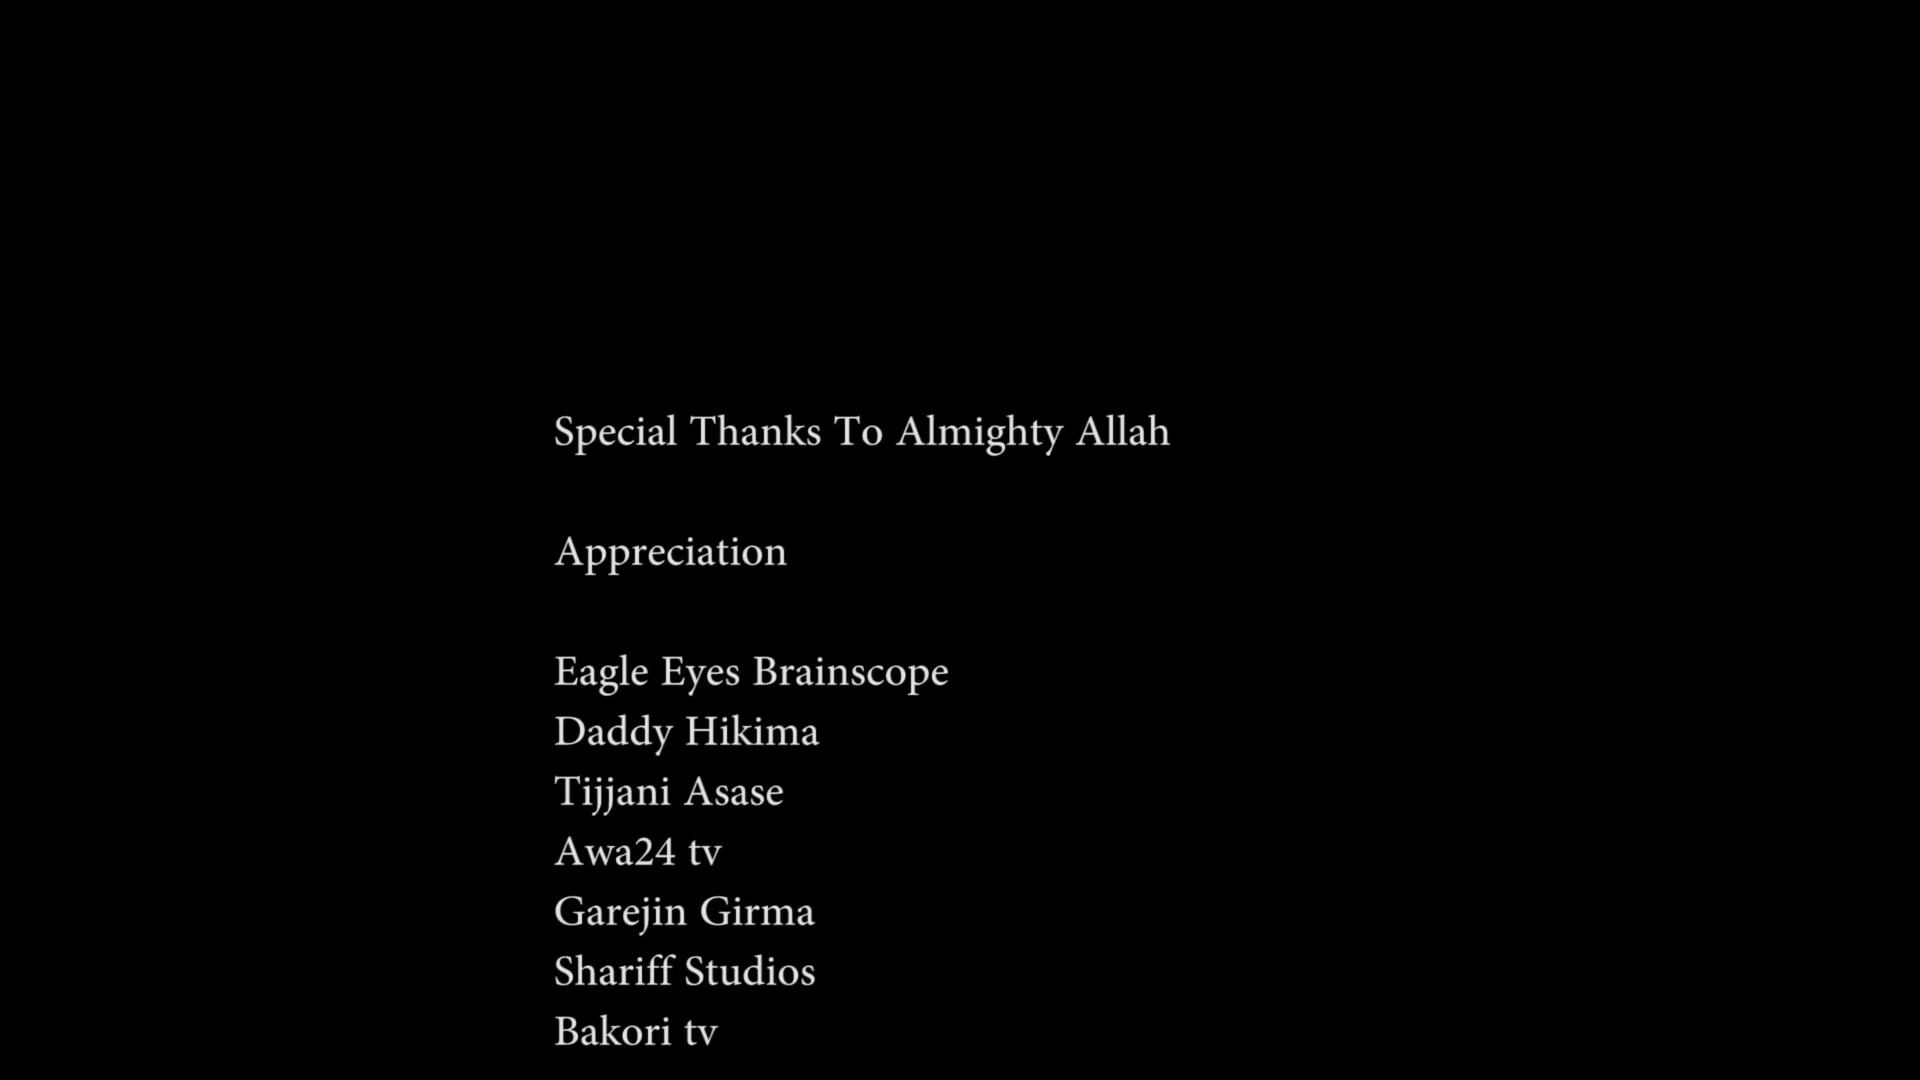 Special Thanks To Almighty Allah
Appreciation
Eagle Eyes Brainscope
Daddy Hikima
Tijjani Asase
Awa24 tv
Garejin Girma
Shariff Studios
Bakori tv